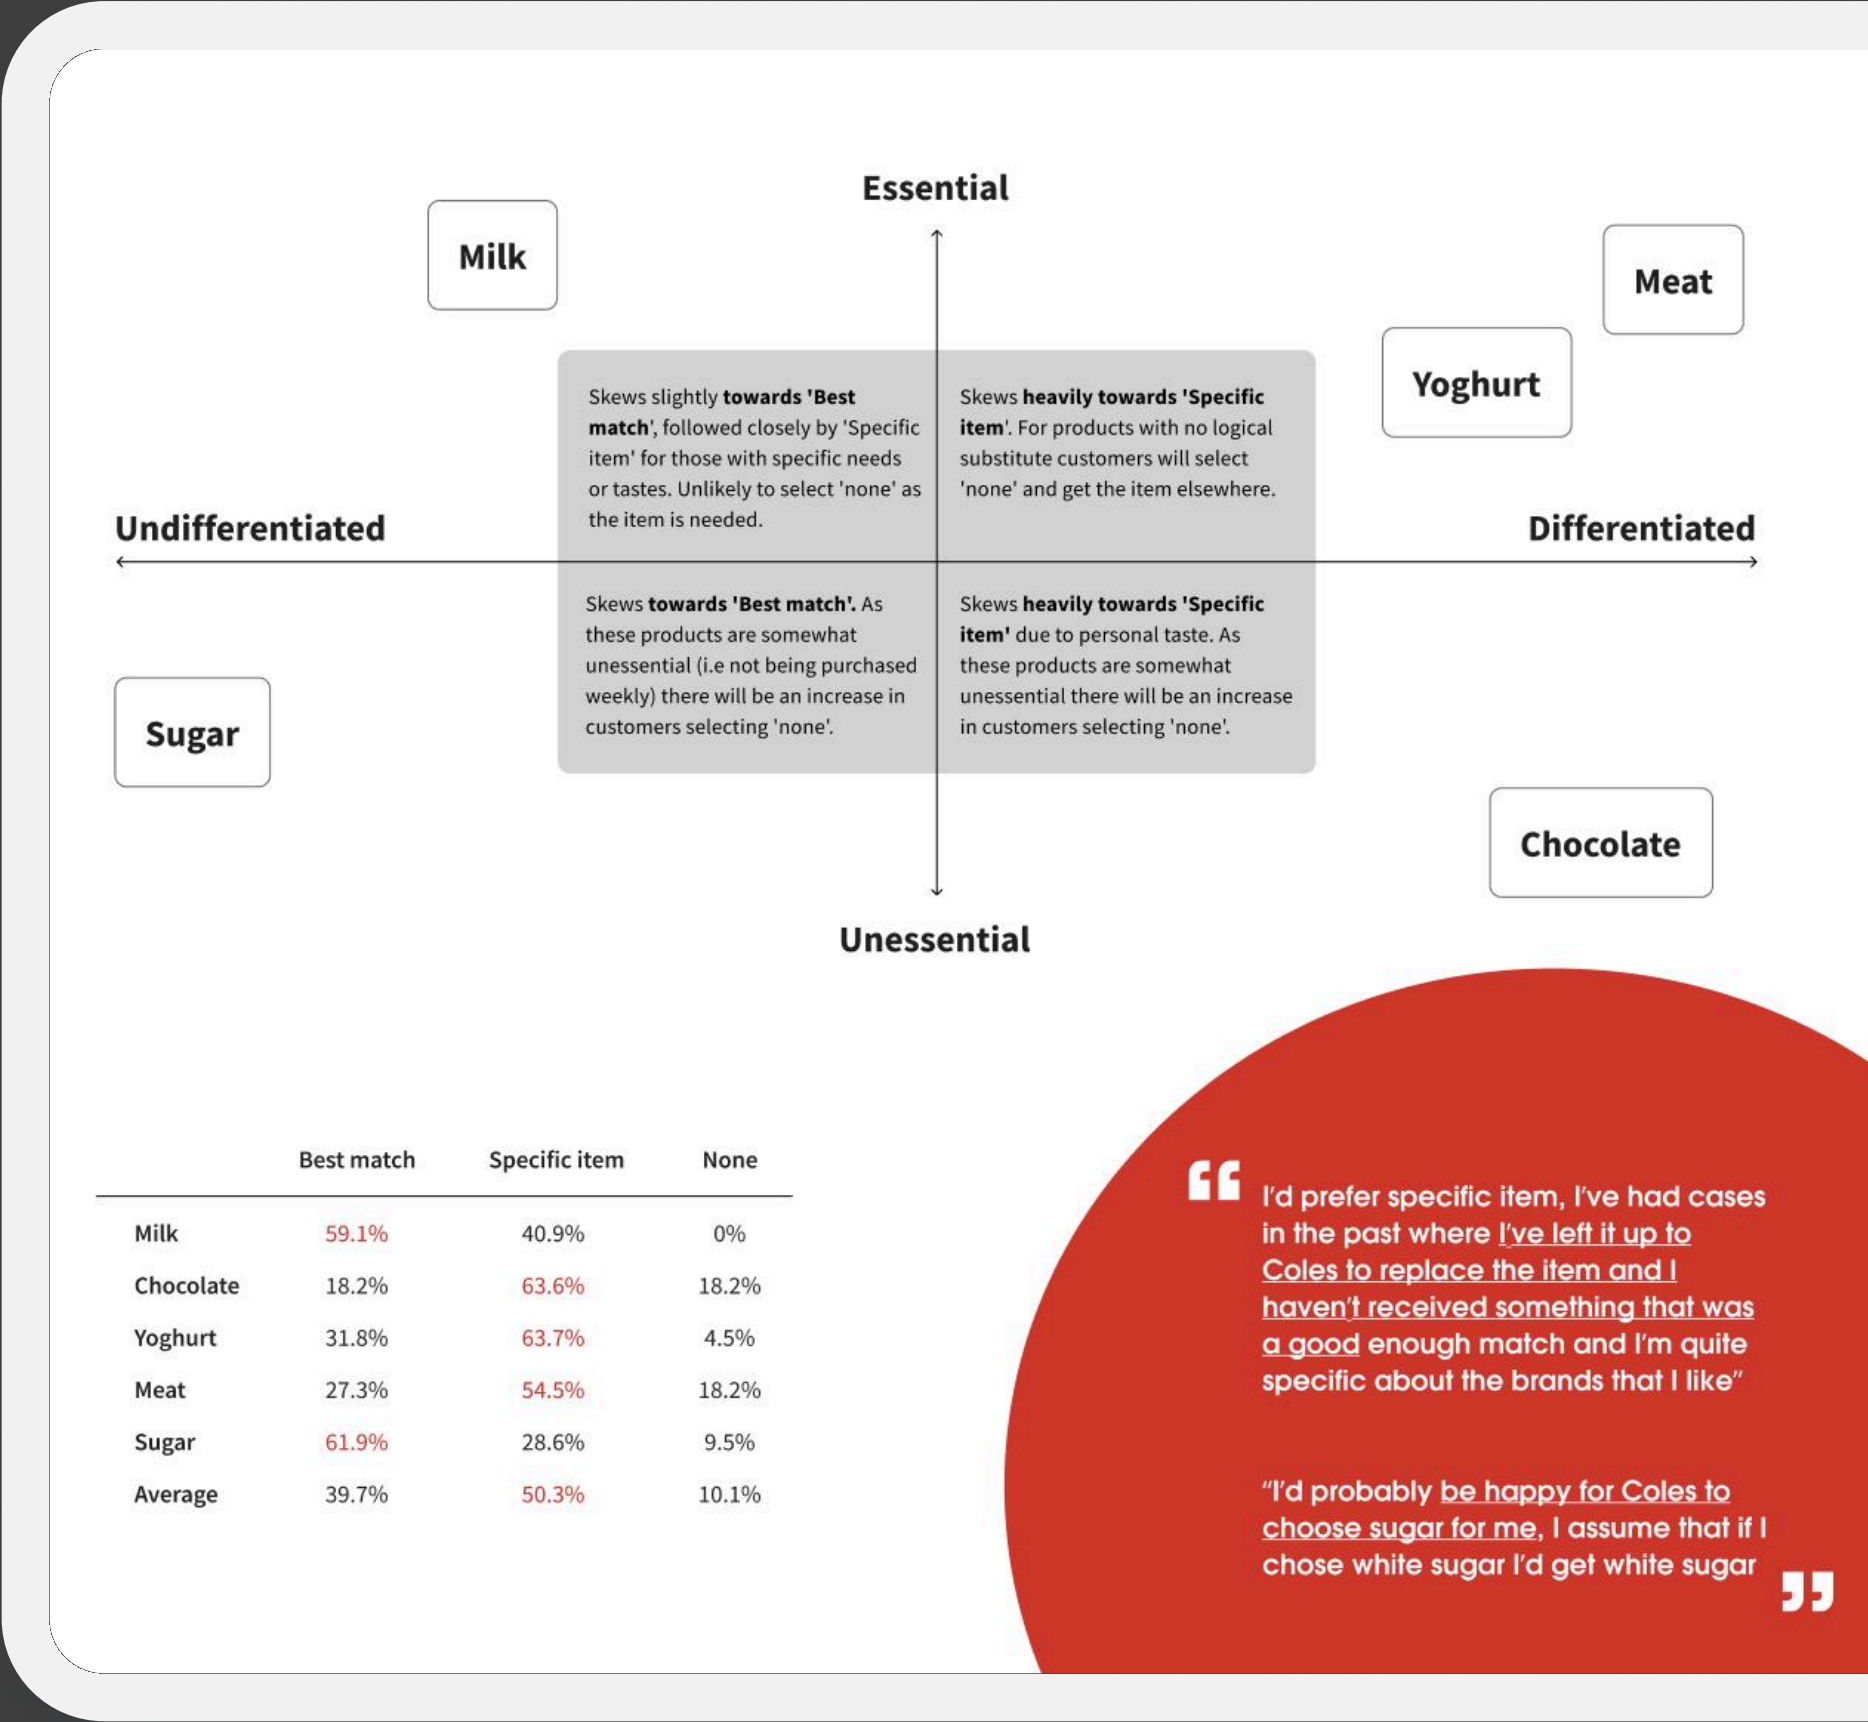 Essential
Milk
Meat
Yoghurt
Skews slightly towards 'Best
match', followed closely by 'Specific
item' for those with specific needs
or tastes. Unlikely to select 'none' as
the item is needed.
Skews heavily towards 'Specific
item'. For products with no logical
substitute customers will select
'none' and get the item elsewhere.
Undifferentiated
Differentiated
Skews towards 'Best match'. As
these products are somewhat
unessential (i.e not being purchased
weekly) there will be an increase in
customers selecting 'none'.
Skews heavily towards 'Specific
item' due to personal taste. As
these products are somewhat
unessential there will be an increase
in customers selecting 'none'.
Sugar
Chocolate
Unessential
Best match Specific item None
Milk 59.1% 40.9% 0%
Chocolate 18.2% 63.6% 18.2%
Yoghurt 31.8% 63.7% 4.5%
Meat 27.3% 54.5% 18.2%
Sugar 61.9% 28.6% 9.5%
Average 39.7% 50.3% 10.1%
“ I'd prefer specific item, I've had cases
in the past where I've left it up to
Coles to replace the item and I
haven't received something that was
a good enough match and I'm quite
specific about the brands that I like”
“I'd probably be happy for Coles to
choose sugar for me, I assume that if I
chose white sugar I'd get white sugar ”